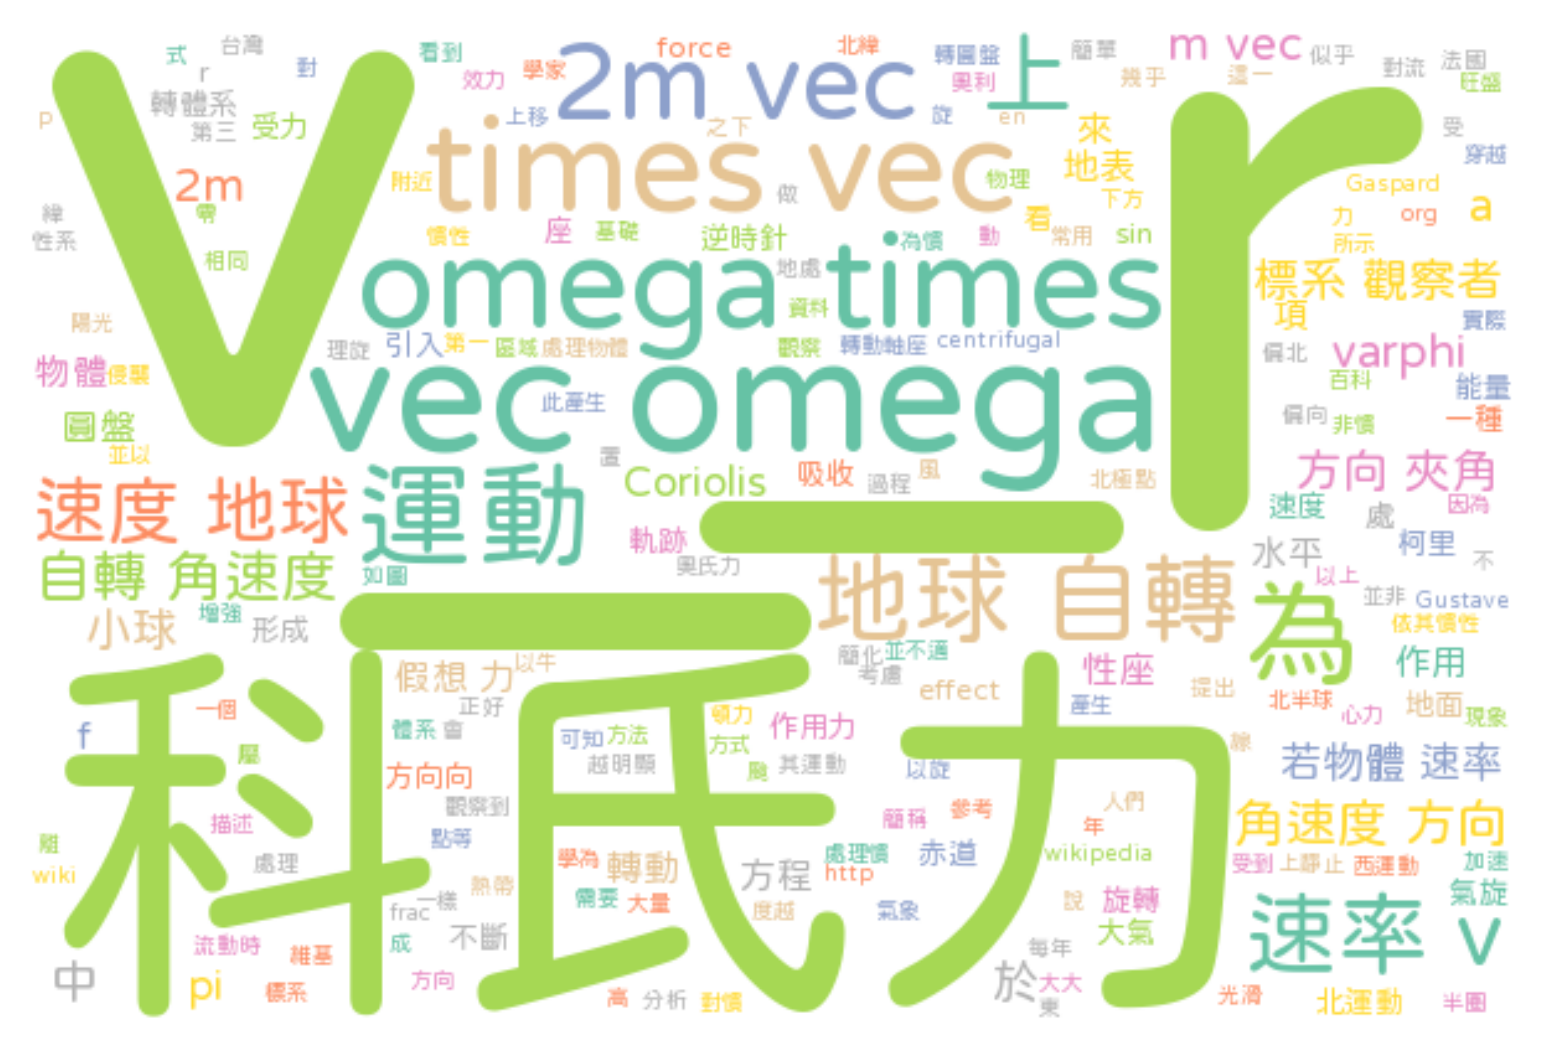 式 台灣 對 看到 force 北緯 轉圓盤 上 簡單 m vec 似乎 對流 法國
r 效力 學家 2m vec 奧利 幾乎 這一 旺盛
p 轉體系 第三 受力 上移 之下 旋 en 來 受
V r
2m 附近 times vec 做 物理 地表 下方 穿越
零 Gaspard a
緯 性系 慣性 座 基礎 逆時針 為慣 動 看 常用 sin 力 org 所示
相同 omega times 地處 標系 觀察者
陽光 資料 項 實際
理旋 引入 第一 區域 處理物體 觀察 轉動軸座 centrifugal 偏北 varphi
物體 侵襲 vec omega 此產生 百科 能量
圓盤 並以 置 偏向 非慣 一種
速度 地球 運動 Coriolis 吸收 過程 風 北極點 方向 夾角
軌跡 _ 速度 處 因為
自轉 角速度 如圖 奧氏力 地球 自轉 水平 柯里 不
小球 增強 形成 為 以上 並非 Gustave
依其慣性
簡化 並不適 考慮 作用
科氏力
假想 力 以牛 effect 性座 提出
一個 正好 產生 北半球 心力 地面 現象
f 體系 會 可知 方法 頓力 方式 作用力 線
屬 方向向 越明顯 颱 其運動 以旋 若物體 速率
觀察到 人們
描述 點等 簡稱 參考 年 角速度 方向
離 wiki 處理 學為 轉動 方程 處理慣 http 赤道 wikipedia 受到 上靜止 西運動 加速
熱帶 需要 大量 度越 氣象 說 旋轉 氣旋
frac 一樣 大氣 速率 v
流動時 維基 成 不斷 每年
中 pi 標系 方向 高 分析 對慣 於 大大 東 光滑 北運動 半圈